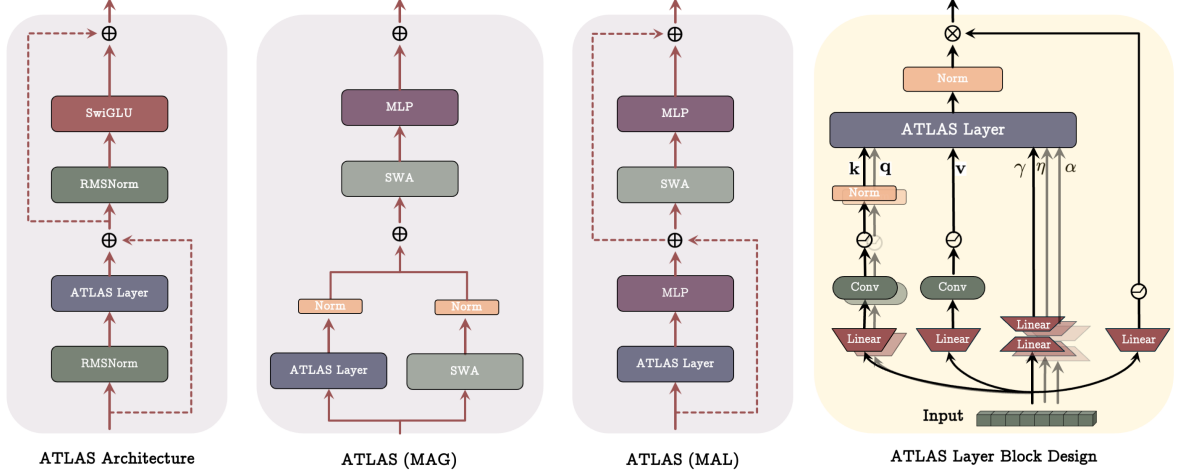 SwiGLU
RMSNorm
ATLAS Layer
RMSNorm
ATLAS Architecture
MLP
SWA
Norm
Norm
ATLAS Layer
SWA
ATLAS (MAG)
MLP
SWA
MLP
ATLAS Layer
ATLAS (MAL)
Norm
ATLAS Layer
k q v γ η α
Norm
Conv Conv
Linear
Linear Linear Linear Linear
Input
ATLAS Layer Block Design